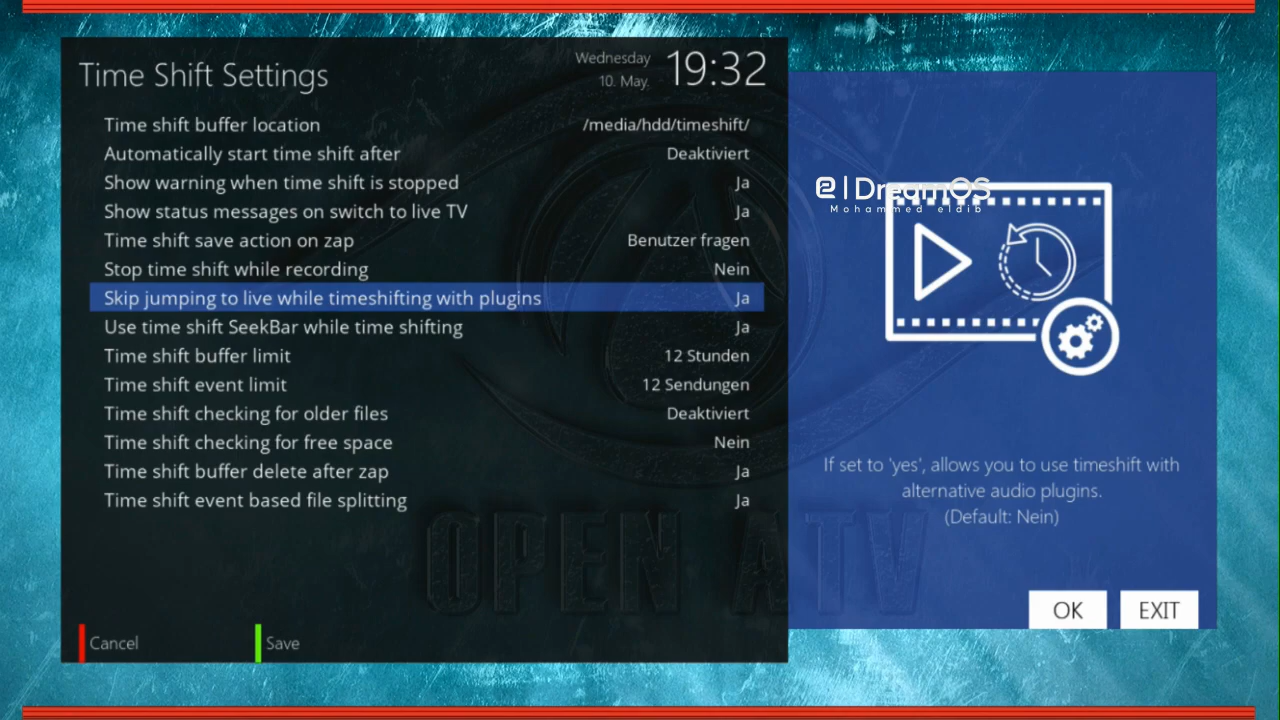 Time Shift Settings
Wednesday
10. May.
19:32
Time shift buffer location /media/hdd/timeshift/
Automatically start time shift after Deaktiviert
Show warning when time shift is stopped Ja
Show status messages on switch to live TV Ja
Time shift save action on zap Benutzer fragen
Stop time shift while recording Nein
Skip jumping to live while timeshifting with plugins Ja
Use time shift SeekBar while time shifting Ja
Time shift buffer limit 12 Stunden
Time shift event limit 12 Sendungen
Time shift checking for older files Deaktiviert
Time shift checking for free space Nein
Time shift buffer delete after zap Ja
Time shift event based file splitting Ja
OPEN ATV
Cancel Save
DreamOS
Mohammed eldib
If set to 'yes', allows you to use timeshift with
alternative audio plugins.
(Default: Nein)
OK EXIT